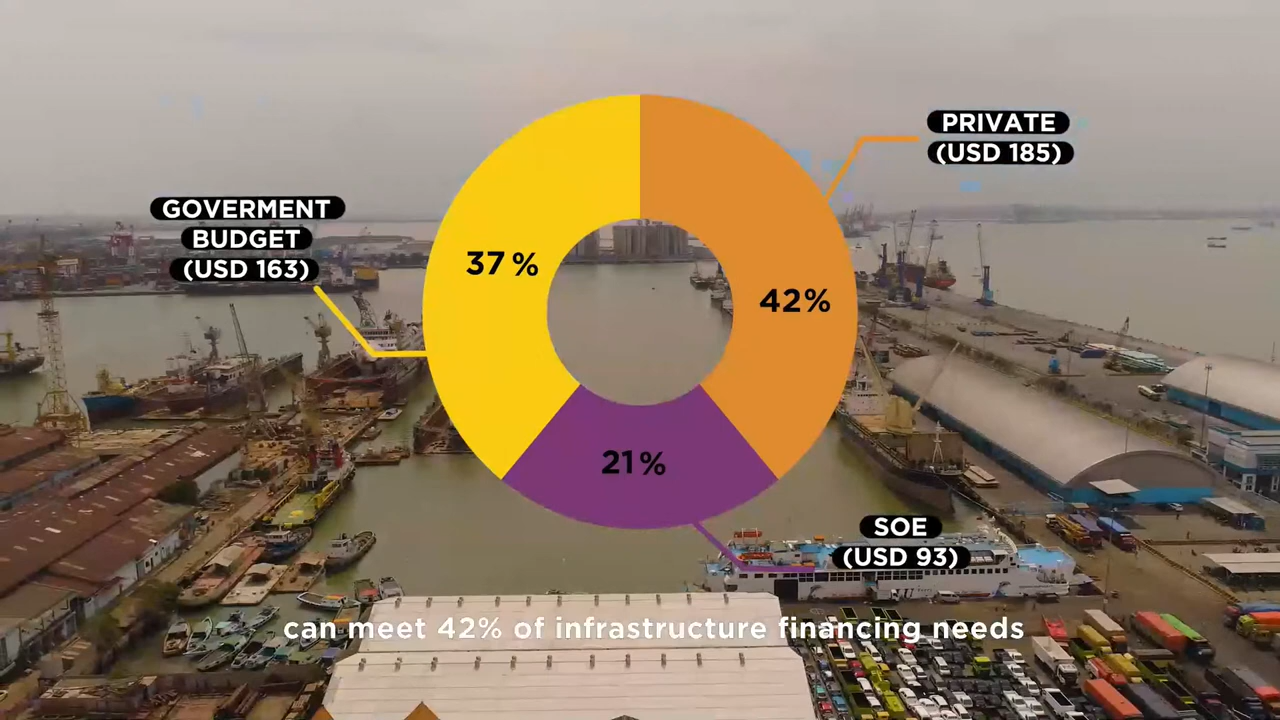 PRIVATE
(USD 185)
GOVERMENT
BUDGET
(USD 163)
37 %
42%
21%
SOE
(USD 93)
can meet 42% of infrastructure financing needs